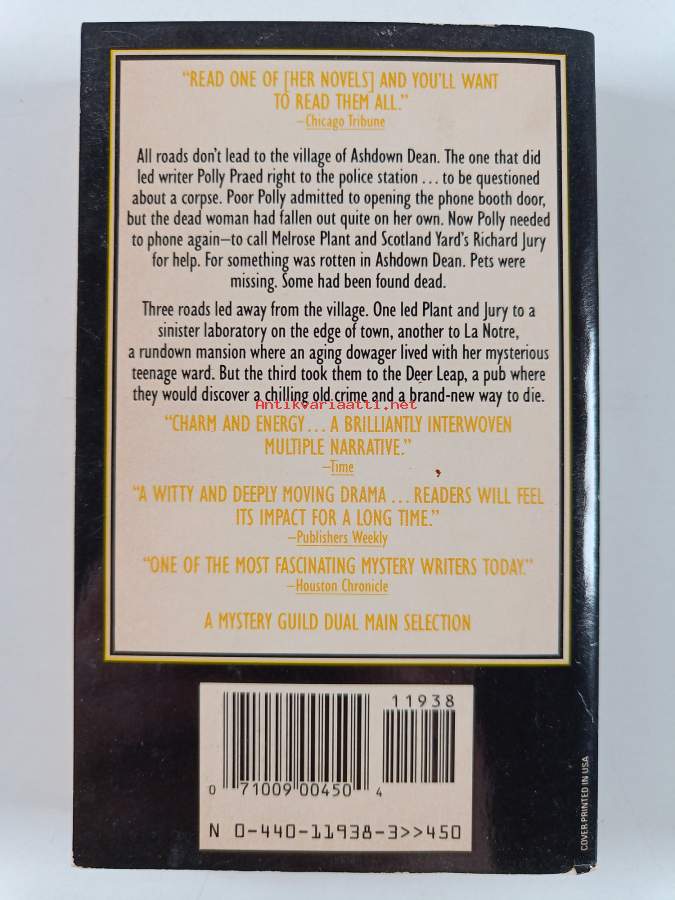 “READ ONE OF [HER NOVELS] AND YOU'LL WANT
TO READ THEM ALL.”
–Chicago Tribune
All roads don't lead to the village of Ashdown Dean. The one that did
led writer Polly Praed right to the police station ... to be questioned
about a corpse. Poor Polly admitted to opening the phone booth door,
but the dead woman had fallen out quite on her own. Now Polly needed
to phone again—to call Melrose Plant and Scotland Yard's Richard Jury
for help. For something was rotten in Ashdown Dean. Pets were
missing. Some had been found dead.
Three roads led away from the village. One led Plant and Jury to a
sinister laboratory on the edge of town, another to La Notre,
a rundown mansion where an aging dowager lived with her mysterious
teenage ward. But the third took them to the Deer Leap, a pub where
they would discover a chilling old crime and a brand-new way to die.
Antikvariaatti.net
“CHARM AND ENERGY ... A BRILLIANTLY INTERWOVEN
MULTIPLE NARRATIVE.”
–Time
“A WITTY AND DEEPLY MOVING DRAMA ... READERS WILL FEEL
ITS IMPACT FOR A LONG TIME.”
–Publishers Weekly
“ONE OF THE MOST FASCINATING MYSTERY WRITERS TODAY.”
–Houston Chronicle
A MYSTERY GUILD DUAL MAIN SELECTION
11938
0 71009 00450 4
N 0-440-11938-3>>450
COVER PRINTED IN USA